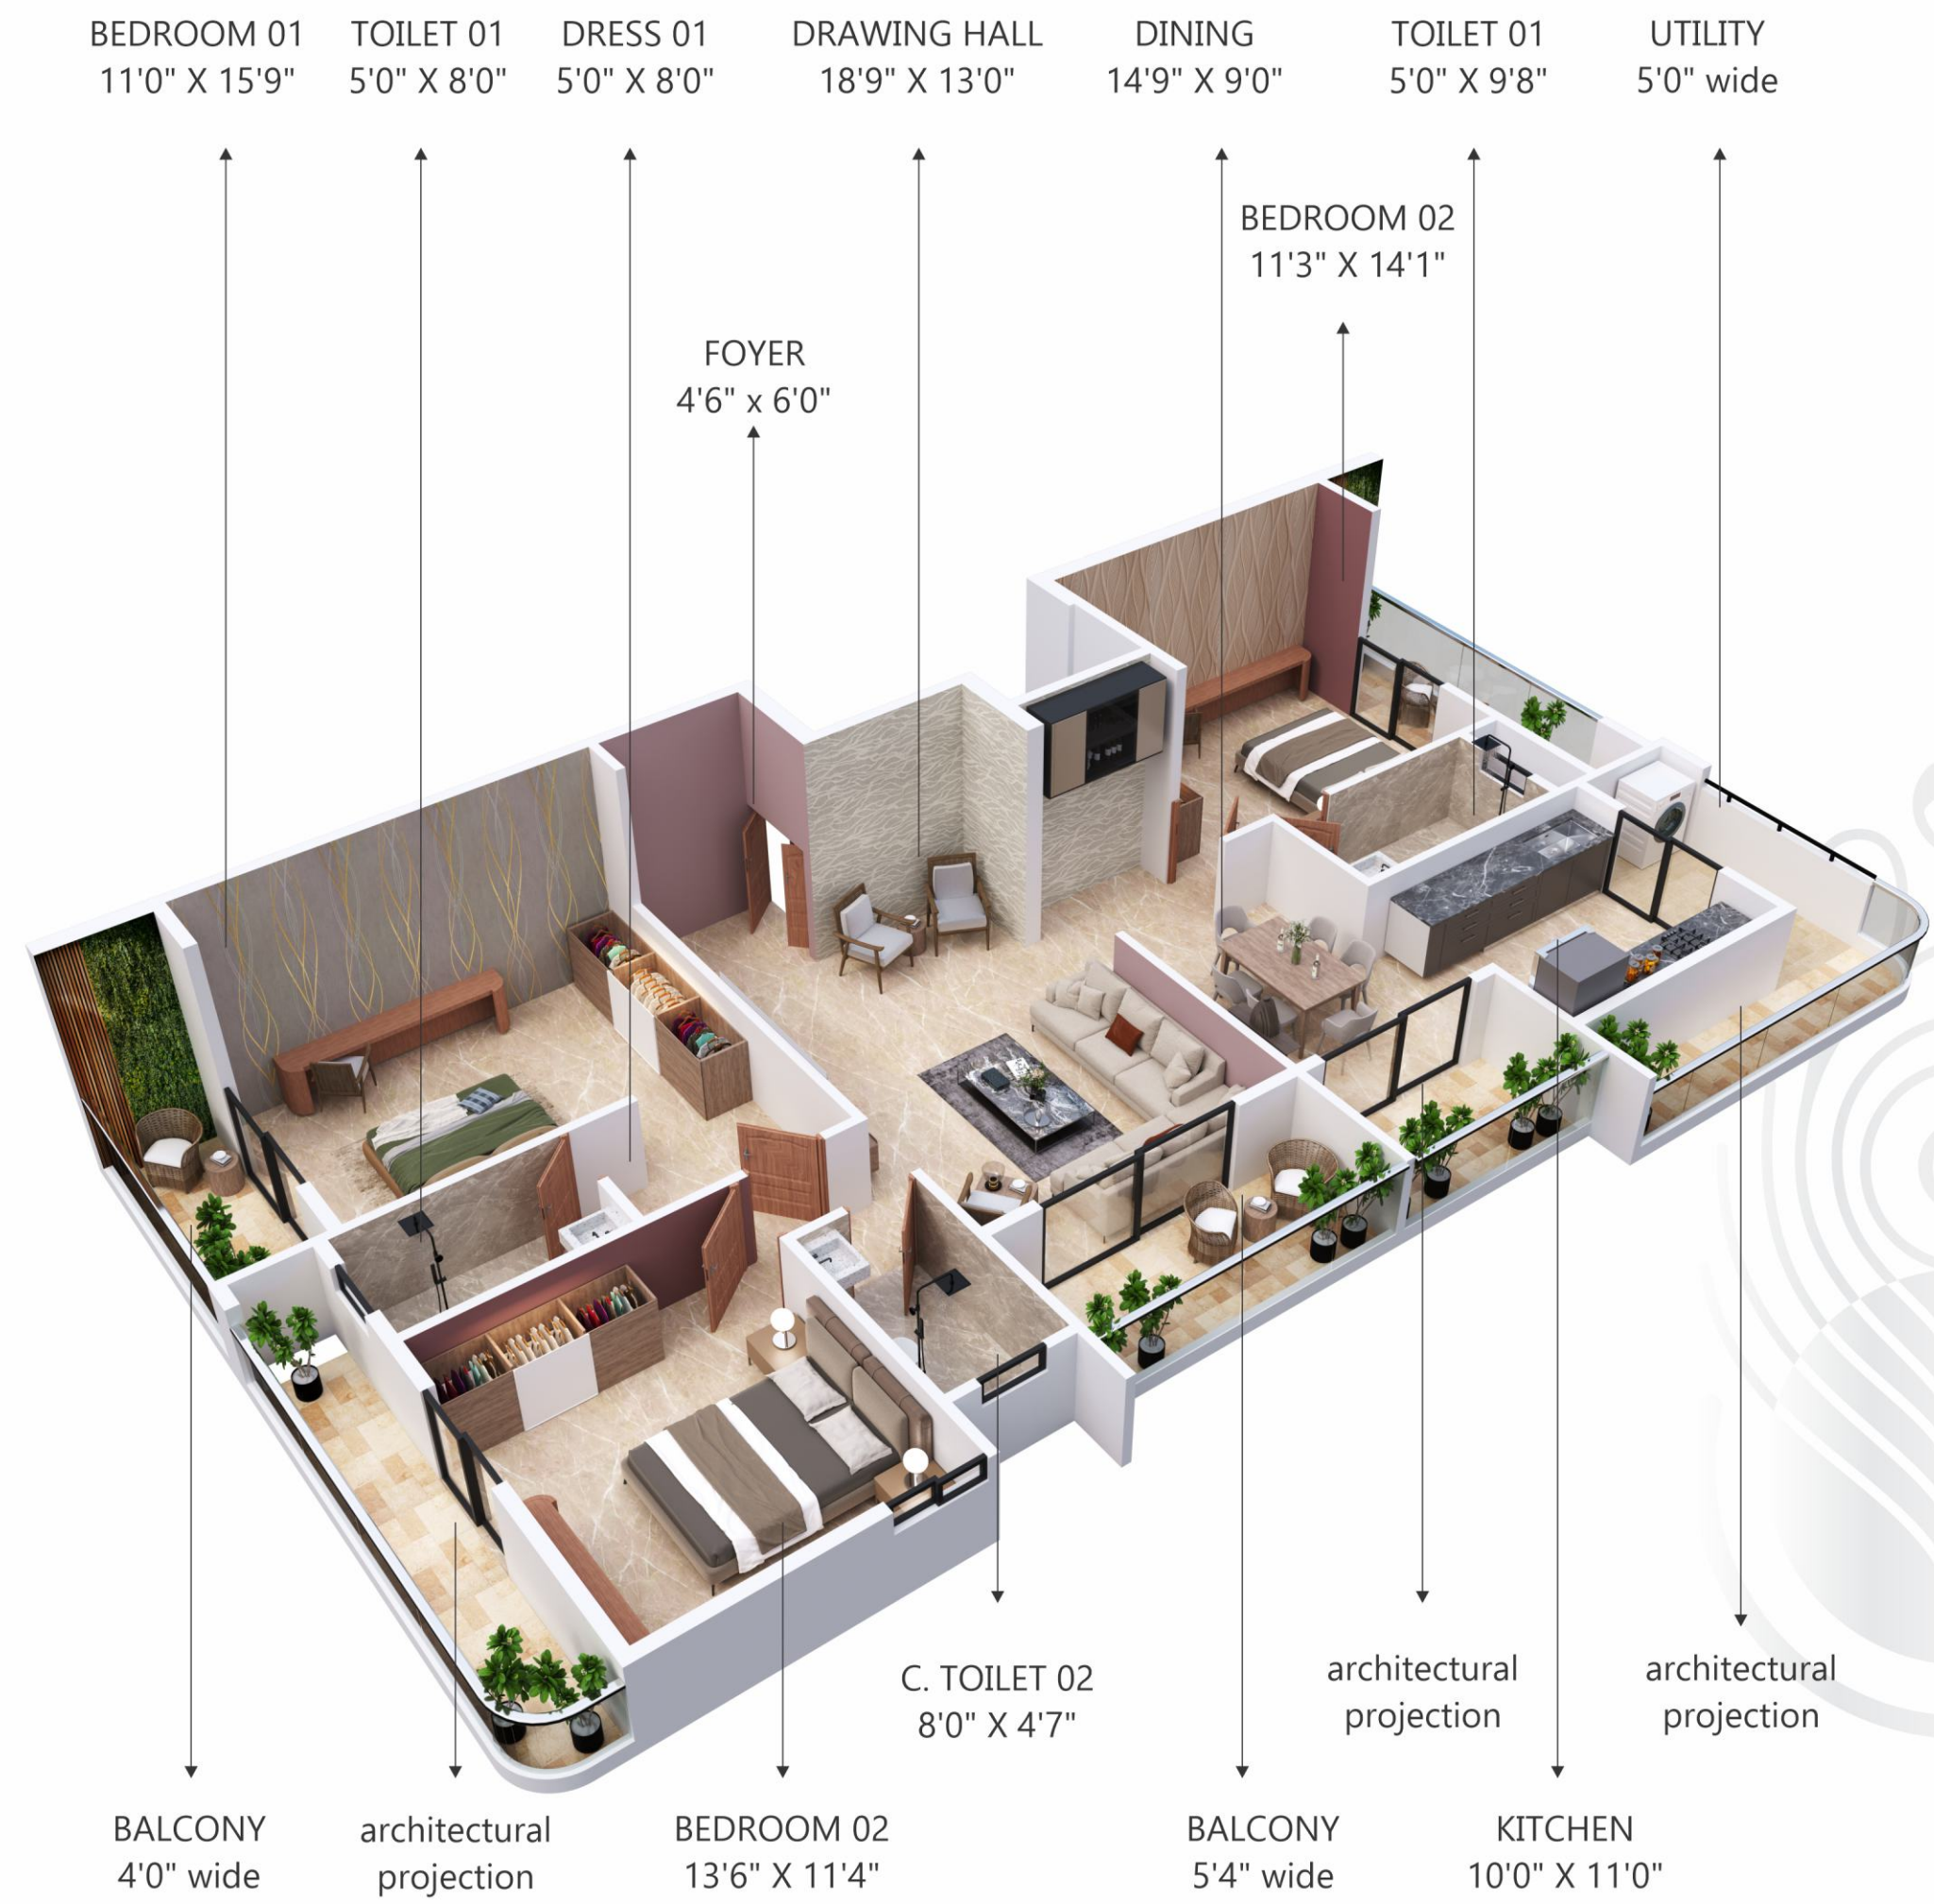 BEDROOM 01
11'0" X 15'9"
TOILET 01
5'0" X 8'0"
DRESS 01
5'0" X 8'0"
DRAWING HALL
18'9" X 13'0"
DINING
14'9" X 9'0"
TOILET 01
5'0" X 9'8"
UTILITY
5'0" wide
BEDROOM 02
11'3" X 14'1"
FOYER
4'6" x 6'0"
C. TOILET 02
8'0" X 4'7"
architectural
projection
architectural
projection
BALCONY
4'0" wide
architectural
projection
BEDROOM 02
13'6" X 11'4"
BALCONY
5'4" wide
KITCHEN
10'0" X 11'0"